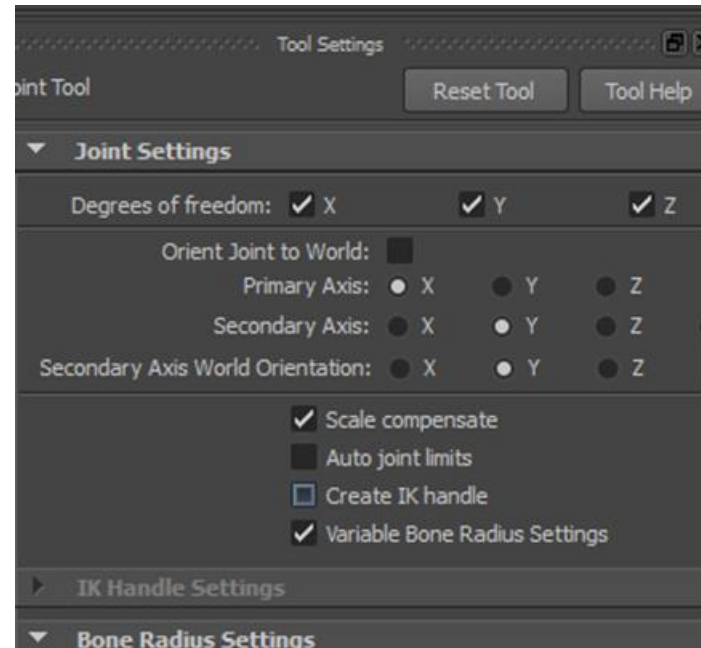 Tool Settings
oint Tool Reset Tool Tool Help
Joint Settings
Degrees of freedom: X Y Z
Orient Joint to World:
Primary Axis: X Y Z
Secondary Axis: X Y Z
Secondary Axis World Orientation: X Y Z
Scale compensate
Auto joint limits
Create IK handle
Variable Bone Radius Settings
IK Handle Settings
Bone Radius Settings